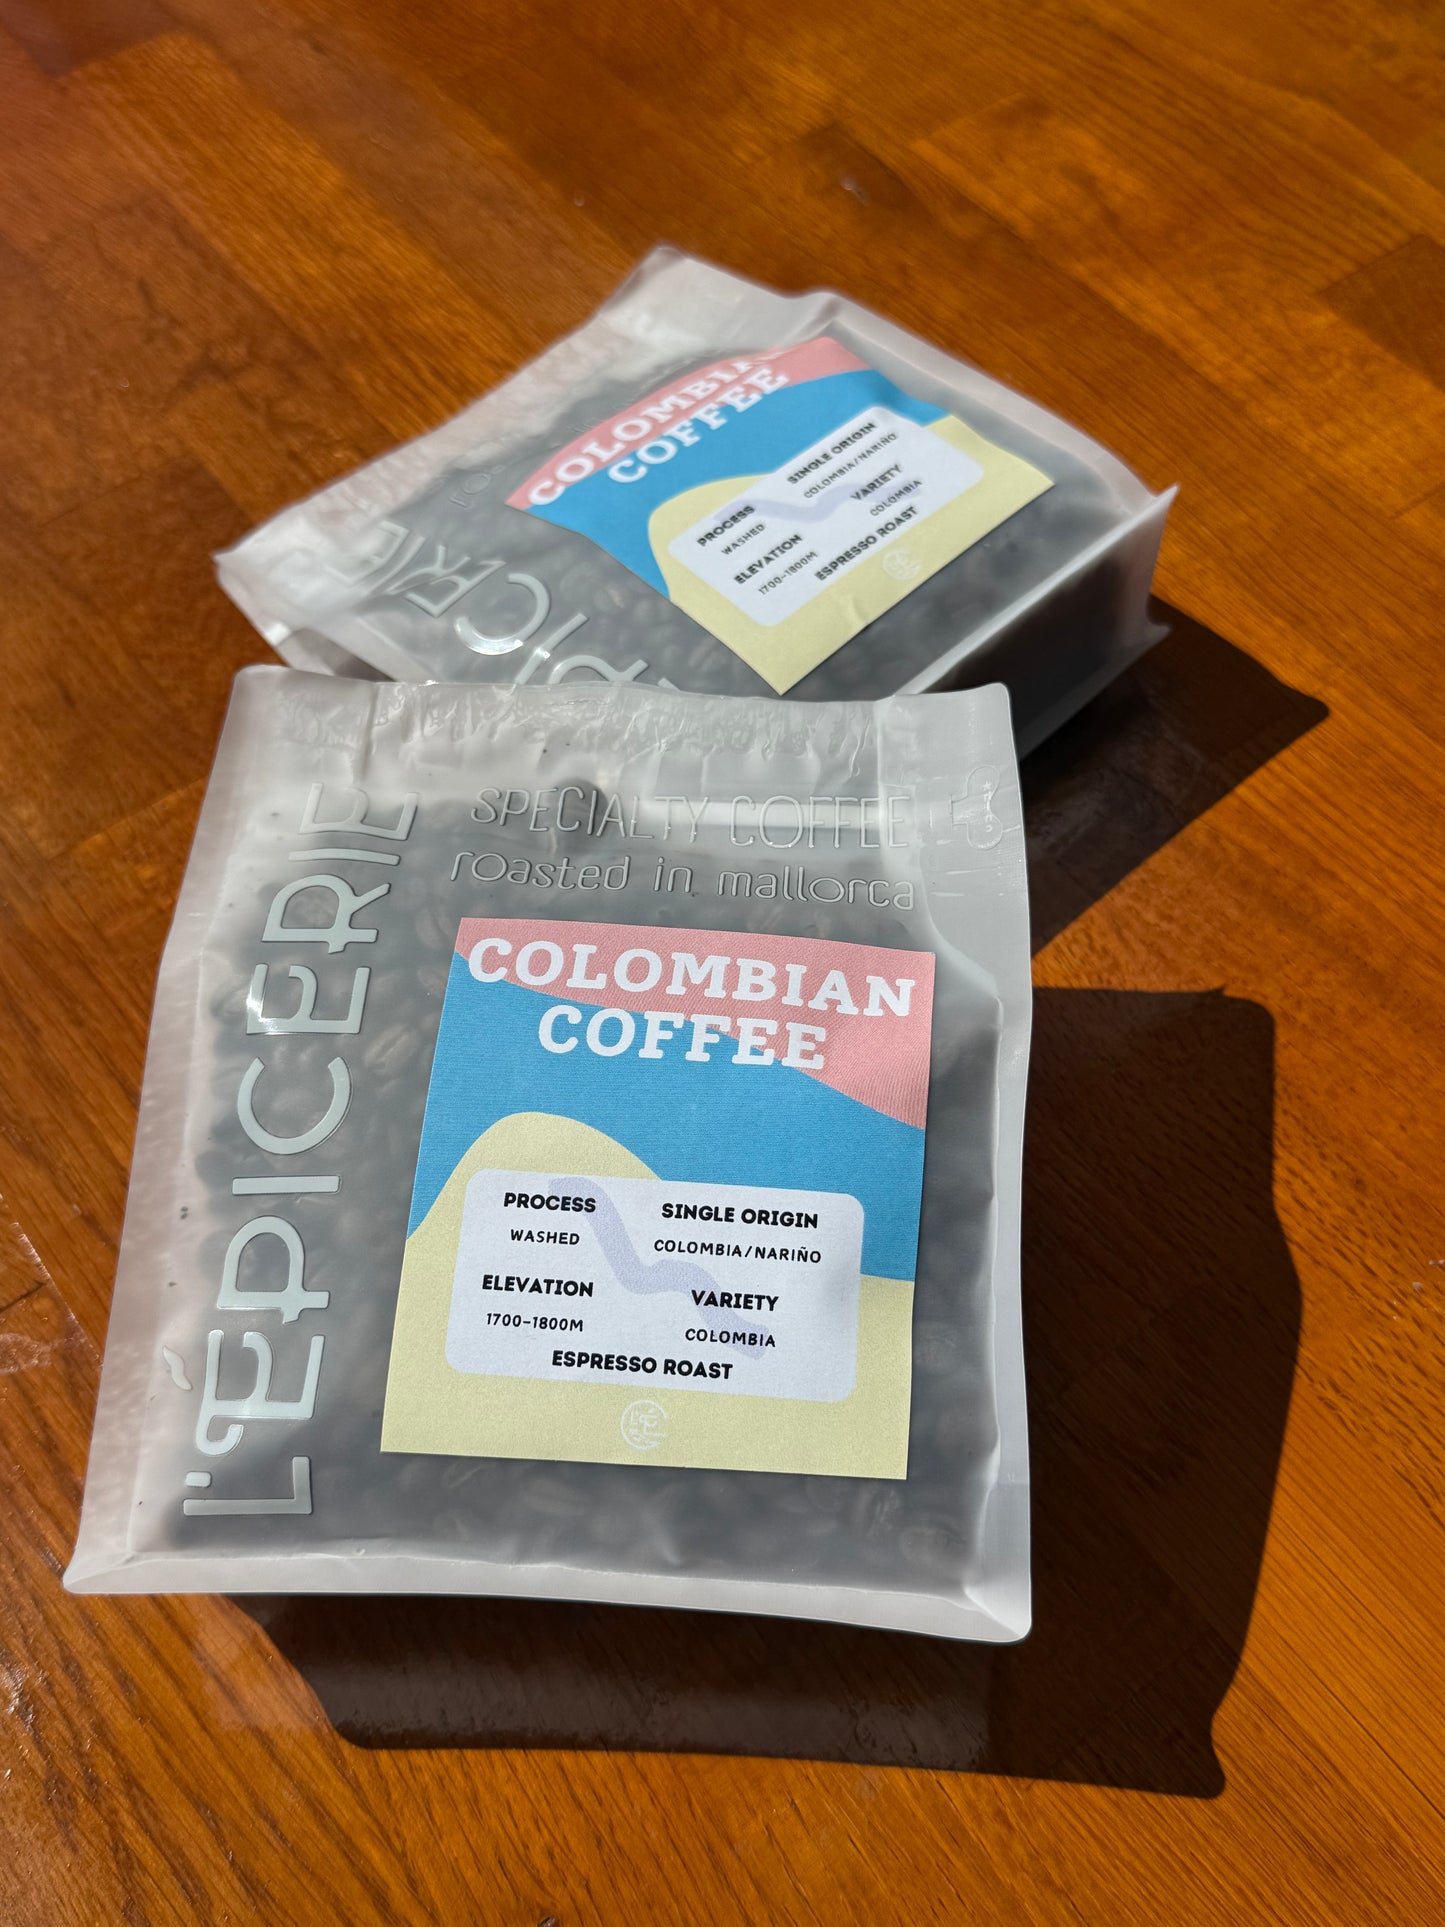 COLOMBIAN
COFFEE
SINGLE ORIGIN
COLOMBIA/NARIÑO
PROCESS
WASHED
VARIETY
COLOMBIA
ELEVATION
1700-1800M
ESPRESSO ROAST
L'ÉPICERIE
SPECIALTY COFFEE
roasted in mallorca
COLOMBIAN
COFFEE
PROCESS
WASHED
SINGLE ORIGIN
COLOMBIA/NARIÑO
ELEVATION
1700-1800M
VARIETY
COLOMBIA
ESPRESSO ROAST